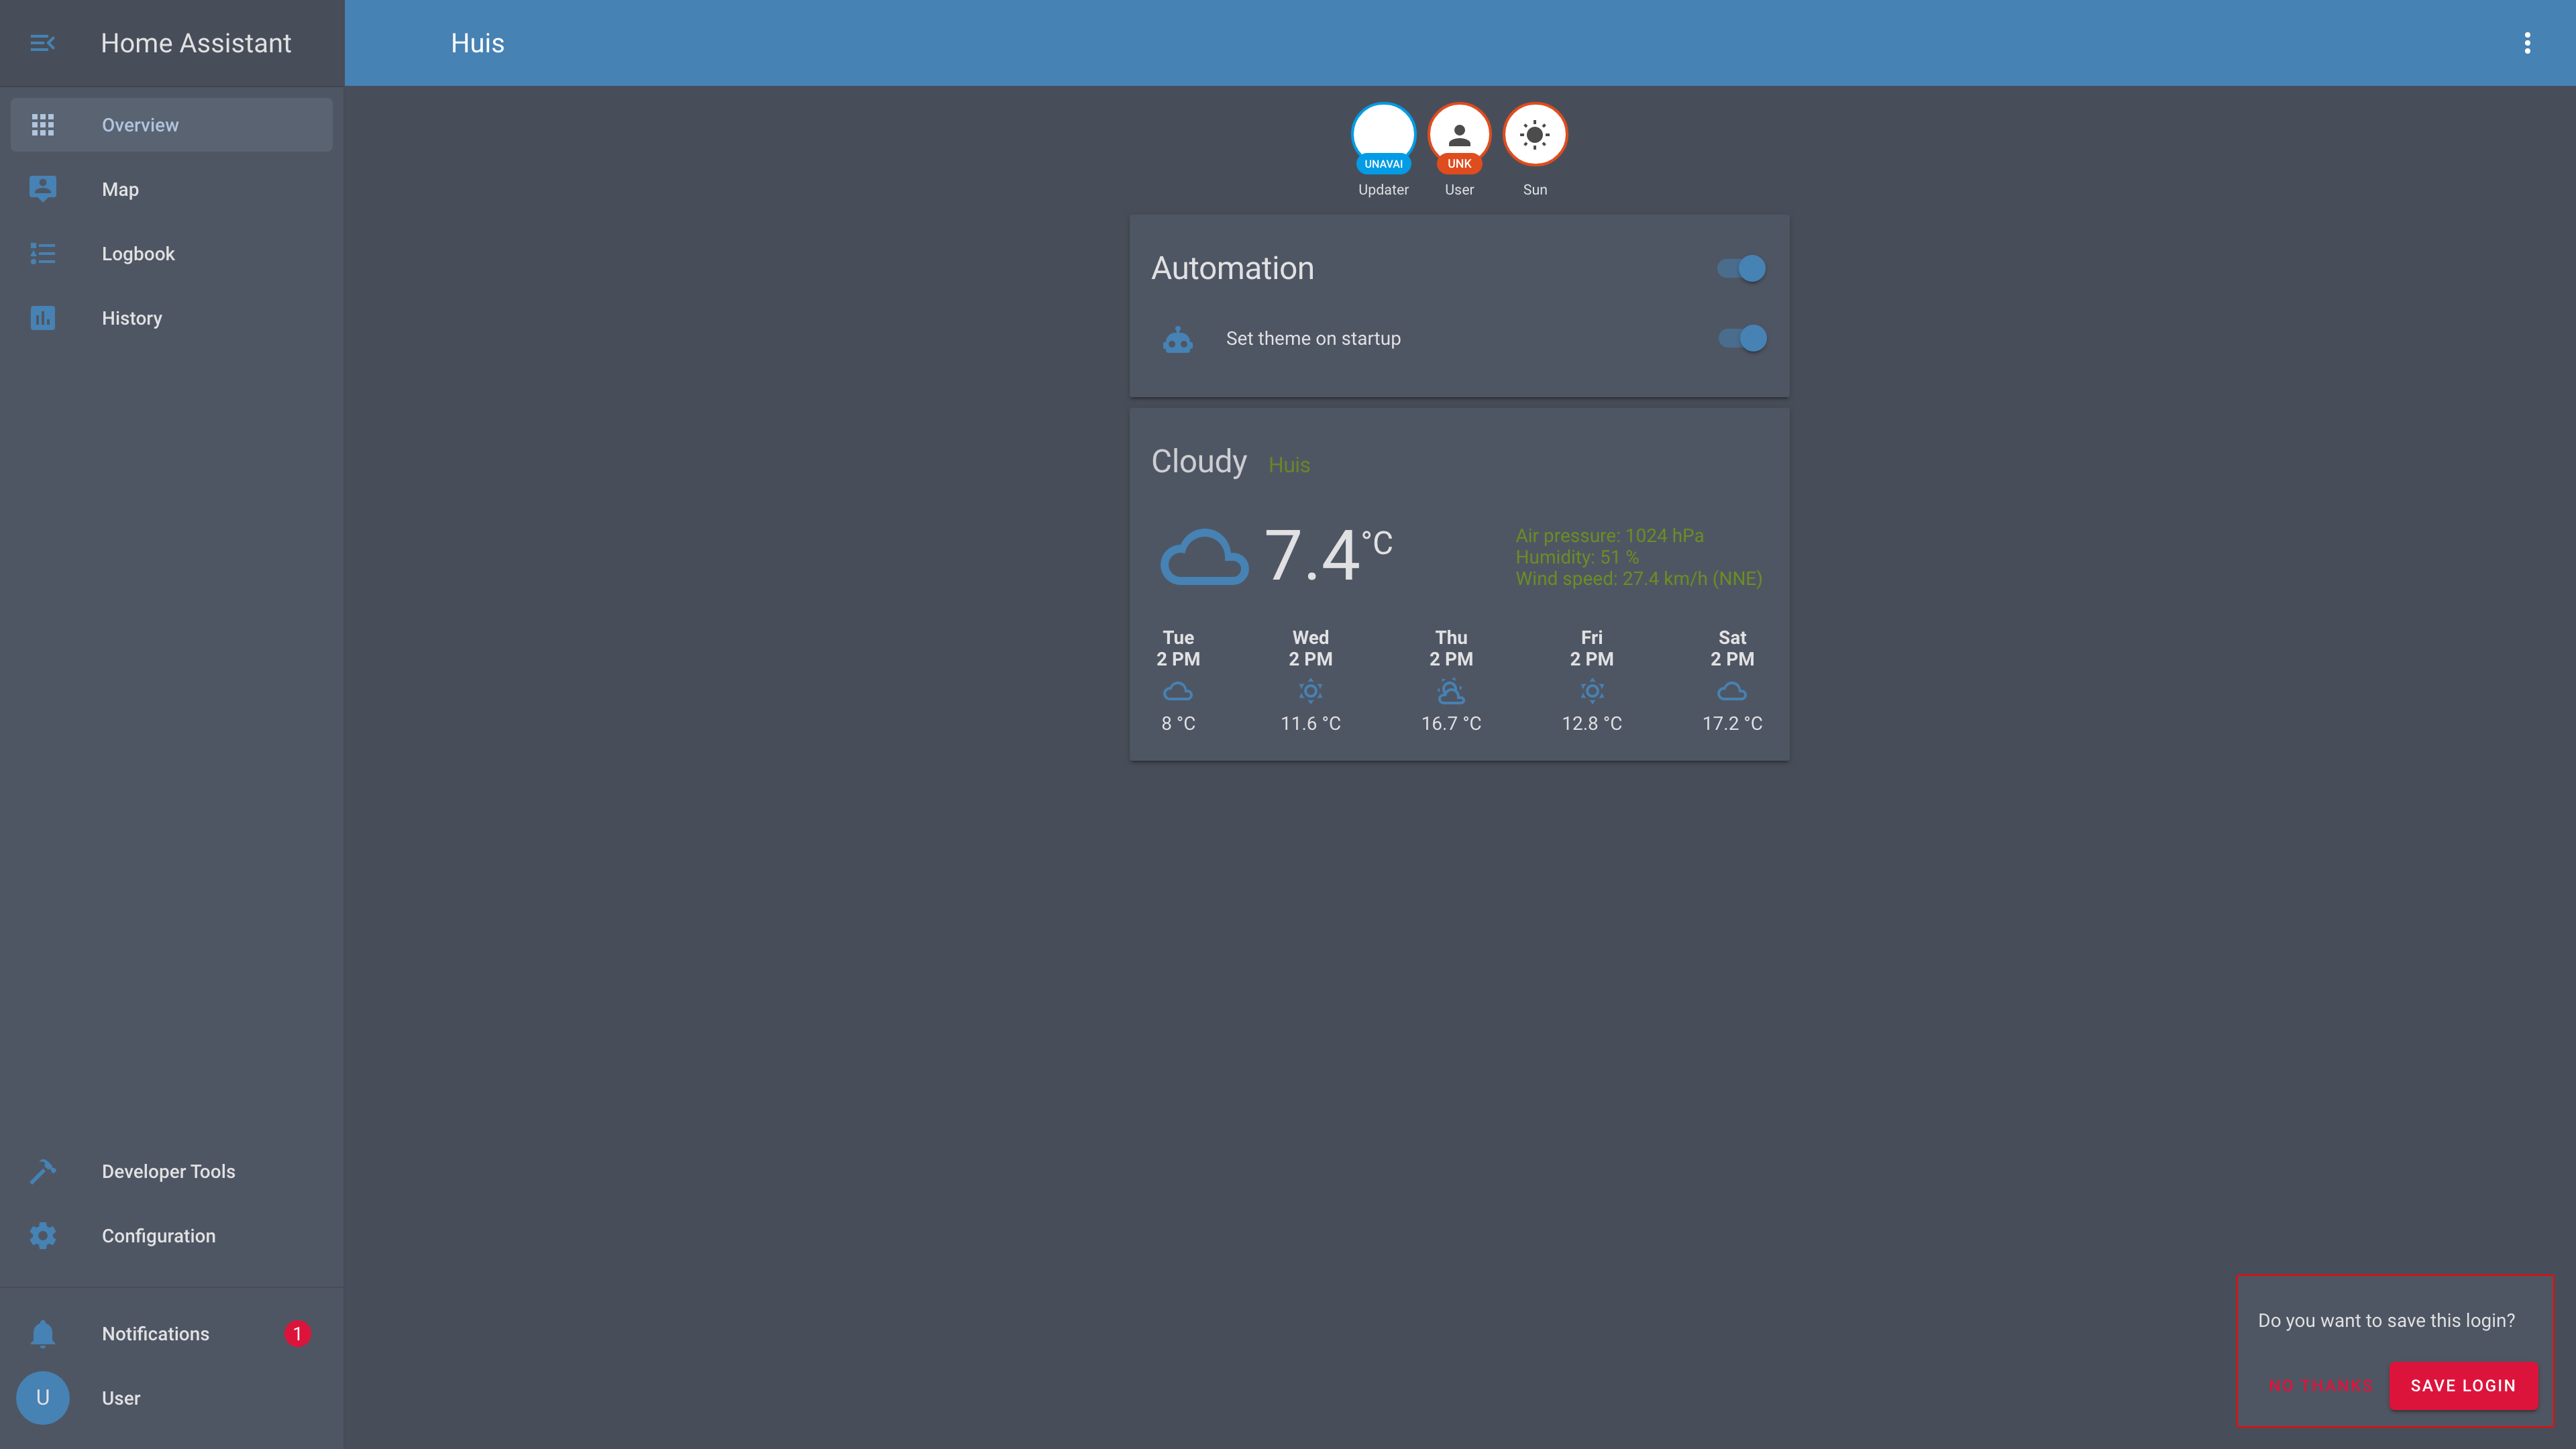 Home Assistant
Huis
Overview
Map
Logbook
History
Developer Tools
Configuration
Notifications 1
U User
UNAVAI UNK
Updater User Sun
Automation
Set theme on startup
Cloudy Huis
7.4 °C
Air pressure: 1024 hPa
Humidity: 51 %
Wind speed: 27.4 km/h (NNE)
Tue Wed Thu Fri Sat
2 PM 2 PM 2 PM 2 PM 2 PM
8 °C 11.6 °C 16.7 °C 12.8 °C 17.2 °C
Do you want to save this login?
NO THANKS SAVE LOGIN